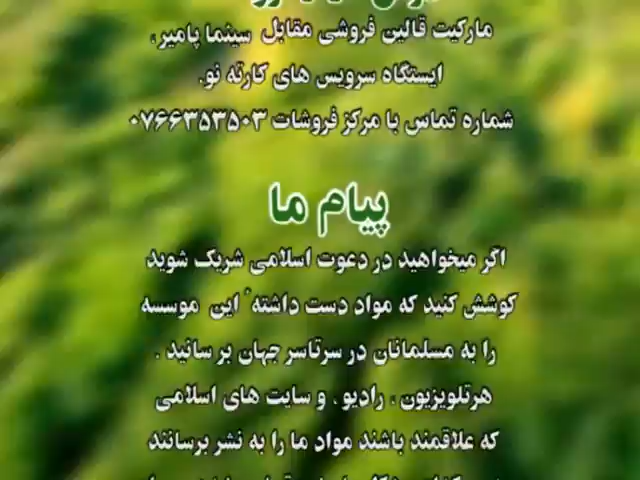 مارکیت قالین فروشی مقابل سینما پامیر،
ایستگاه سرویس های کارته نو.
شماره تماس با مرکز فروشات ۰۷۶۶۳۵۳۵۰۳
پیام ما
اگر میخواهید در دعوت اسلامی شریک شوید
کوشش کنید که مواد دست داشتهٔ این موسسه
را به مسلمانان در سرتاسر جهان بر سانید .
هرتلویزیون ، رادیو ، و سایت های اسلامی
که علاقمند باشند مواد ما را به نشر برسانند